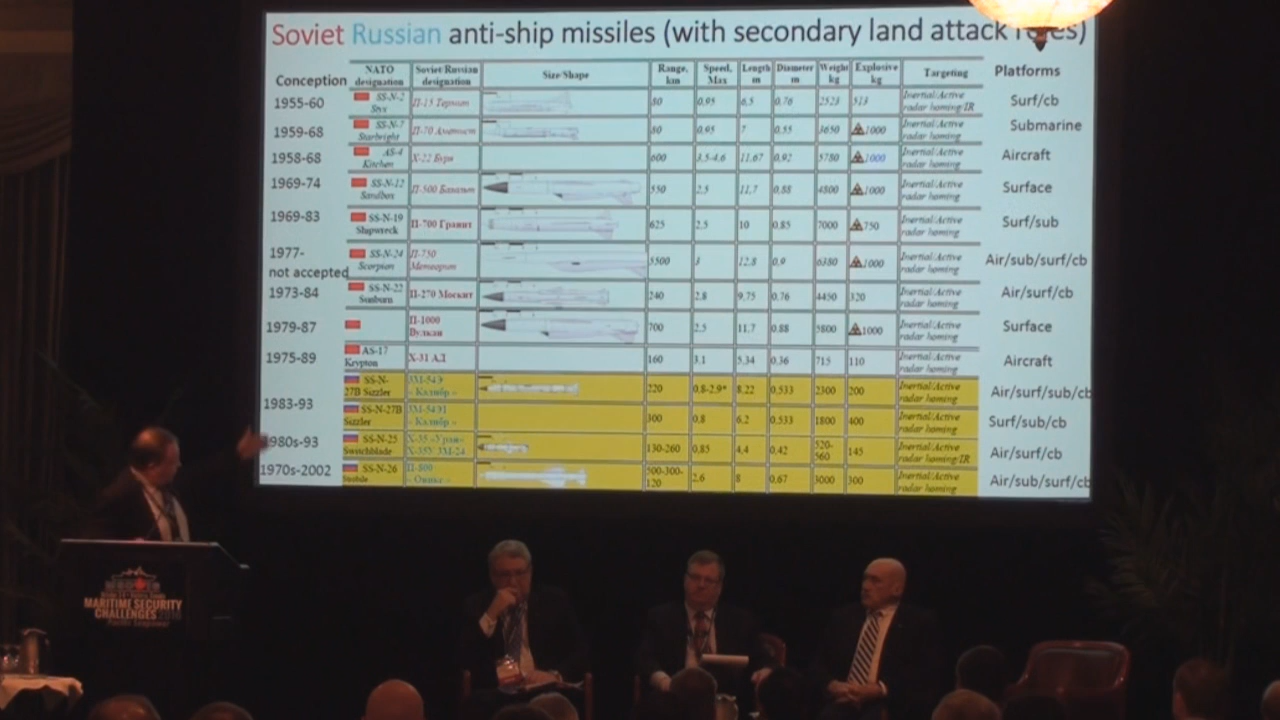 Soviet Russian anti-ship missiles (with secondary land attack roles)
Conception NATO designation Soviet/Russian designation Size/Shape Range, km Speed, Max Length m Diameter m Weight kg Explosive kg Targeting Platforms
1955-60 SS-N-2 Styx П-15 Термит 80 0,95 6,5 0,76 2523 513 Inertial/Active radar homing/IR Surf/cb
1959-68 SS-N-7 Starbright П-70 Аметист 80 0,95 7 0,55 3650 1000 Inertial/Active radar homing Submarine
1958-68 AS-4 Kitchen Х-22 Буря 600 3,5-4,6 11,67 0,92 5780 1000 Inertial/Active radar homing Aircraft
1969-74 SS-N-12 Sandbox П-500 Базальт 550 2,5 11,7 0,88 4800 1000 Inertial/Active radar homing Surface
1969-83 SS-N-19 Shipwreck П-700 Гранит 625 2,5 10 0,85 7000 750 Inertial/Active radar homing Surf/sub
1977-not accepted SS-N-24 Scorpion П-750 Метеорит 5500 3 12,8 0,9 6380 1000 Inertial/Active radar homing Air/sub/surf/cb
1973-84 SS-N-22 Sunburn П-270 Москит 240 2,8 9,75 0,76 4450 320 Inertial/Active radar homing Air/surf/cb
1979-87 П-1000 Вулкан 700 2,5 11,7 0,88 5800 1000 Inertial/Active radar homing Surface
1975-89 AS-17 Krypton Х-31 АД 160 3,1 5,34 0,36 715 110 Inertial/Active radar homing Aircraft
1983-93 SS-N-27B Sizzler 3М-54Э «Калибр» 220 0,8-2,9* 8,22 0,533 2300 200 Inertial/Active radar homing Air/surf/sub/cb
SS-N-27B Sizzler 3М-54Э1 «Калибр» 300 0,8 6,2 0,533 1800 400 Inertial/Active radar homing Surf/sub/cb
980s-93 SS-N-25 Switchblade Х-35 «Уран» 3М-24 130-260 0,85 4,4 0,42 520-560 145 Inertial/Active radar homing/IR Air/surf/cb
1970s-2002 SS-N-26 П-800 «Оникс» 500-300-120 2,6 8 0,67 3000 300 Inertial/Active radar homing Air/sub/surf/cb
MARITIME SECURITY
CHALLENGES